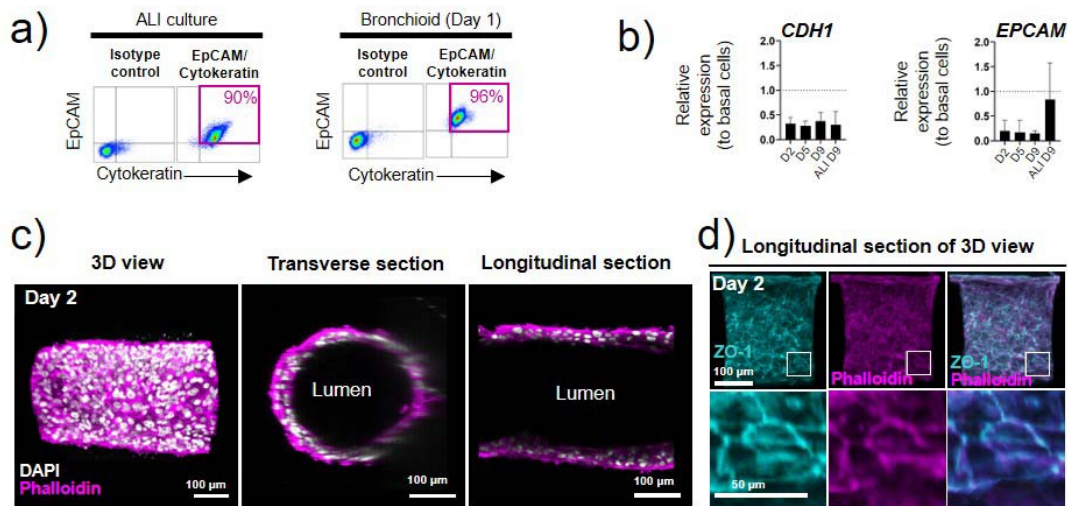 a)
ALI culture
Bronchioid (Day 1)
Isotype control
EpCAM/ Cytokeratin
Isotype control
EpCAM/ Cytokeratin
90%
96%
EpCAM
EpCAM
Cytokeratin
Cytokeratin
b)
CDH1
EPCAM
Relative expression (to basal cells)
2.0
1.5
1.0
0.5
0.0
D2
D5
D9
ALI D9
Relative expression (to basal cells)
2.0
1.5
1.0
0.5
0.0
D2
D5
D9
ALI D9
c)
3D view
Transverse section
Longitudinal section
Day 2
Lumen
Lumen
DAPI
Phalloidin
100 µm
100 µm
100 µm
d)
Longitudinal section of 3D view
Day 2
ZO-1
100 µm
Phalloidin
ZO-1
Phalloidin
50 µm